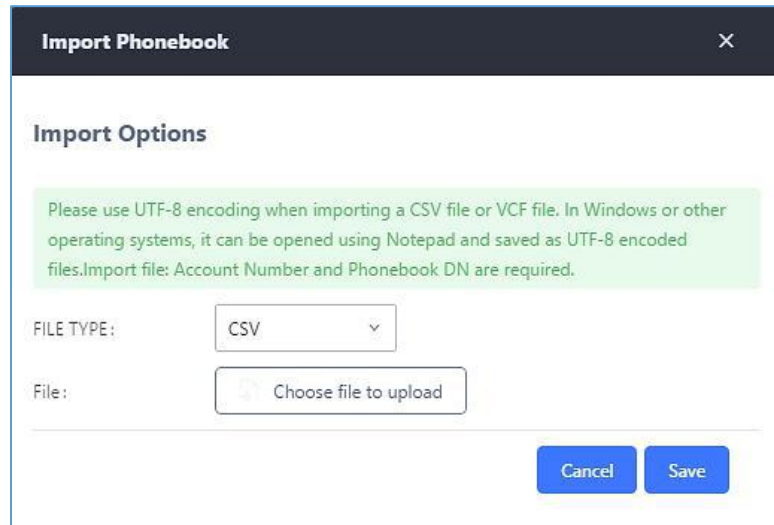 Import Phonebook
Import Options
Please use UTF-8 encoding when importing a CSV file or VCF file. In Windows or other
operating systems, it can be opened using Notepad and saved as UTF-8 encoded
files.Import file: Account Number and Phonebook DN are required.
FILE TYPE:
CSV
File:
Choose file to upload
Cancel
Save